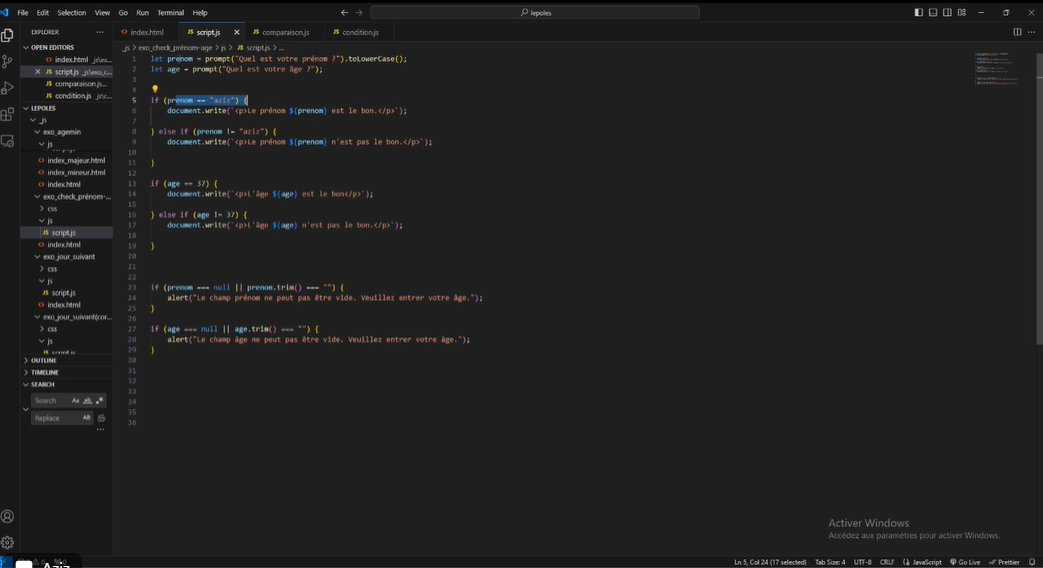 File Edit Selection View Go Run Terminal Help
lepoles
EXPLORER
index.html
JS script.js
JS comparaison.js
JS condition.js
OPEN EDITORS
_js > exo_check_prénom-age > js > JS script.js > ...
index.html _js\ex...
JS script.js _js\exo_c...
JS comparaison.js...
JS condition.js _js\c...
LEPOLES
_js
exo_agemin
js
index_majeur.html
index_mineur.html
index.html
exo_check_prénom-...
css
js
JS script.js
index.html
exo_jour_suivant
css
js
JS script.js
index.html
exo_jour_suivant(cor...
css
js
JS script.js
OUTLINE
TIMELINE
SEARCH
Search Aa ab
Replace AB
1 let prénom = prompt("Quel est votre prénom ?").toLowerCase();
2 let age = prompt("Quel est votre âge ?");
3
4
5 if (prenom == "aziz") {
6 document.write(`<p>Le prénom ${prenom} est le bon.</p>`);
7
8 } else if (prenom != "aziz") {
9 document.write(`<p>Le prénom ${prenom} n'est pas le bon.</p>`);
10
11 }
12
13 if (age == 37) {
14 document.write(`<p>L'âge ${age} est le bon</p>`);
15
16 } else if (age != 37) {
17 document.write(`<p>L'âge ${age} n'est pas le bon.</p>`);
18
19 }
20
21
22
23 if (prenom === null || prenom.trim() === "") {
24 alert("Le champ prénom ne peut pas être vide. Veuillez entrer votre âge.");
25 }
26
27 if (age === null || age.trim() === "") {
28 alert("Le champ âge ne peut pas être vide. Veuillez entrer votre âge.");
29 }
30
31
32
33
34
35
36
Activer Windows
Accédez aux paramètres pour activer Windows.
Aziz
Ln 5, Col 24 (17 selected) Tab Size: 4 UTF-8 CRLF JavaScript Go Live Prettier